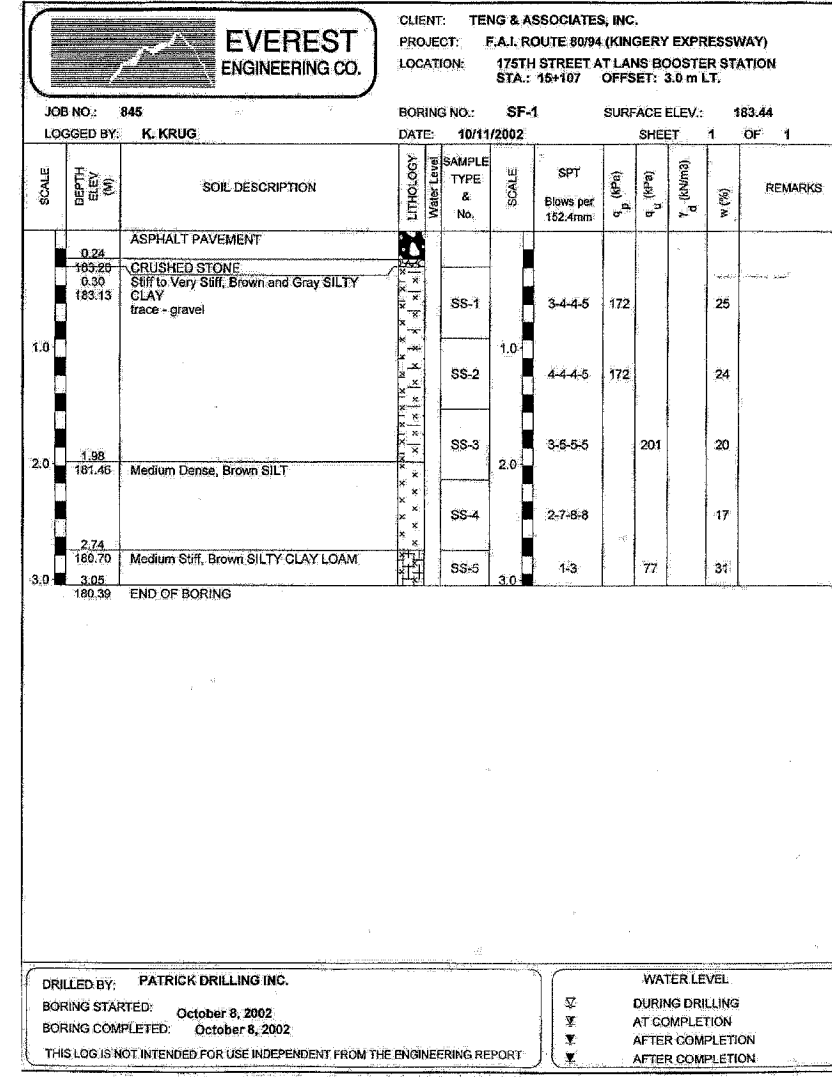 EVEREST
ENGINEERING CO.
CLIENT: TENG & ASSOCIATES, INC.
PROJECT: F.A.I. ROUTE 80/94 (KINGERY EXPRESSWAY)
LOCATION: 175TH STREET AT LANS BOOSTER STATION
STA.: 15+107 OFFSET: 3.0 m LT.
JOB NO.: 845 BORING NO.: SF-1 SURFACE ELEV.: 183.44
LOGGED BY: K. KRUG DATE: 10/11/2002 SHEET 1 OF 1
SCALE
DEPTH
ELEV
(M)
SOIL DESCRIPTION
LITHOLOGY
Water Level
SAMPLE
TYPE
&
No.
SCALE
SPT
Blows per
152.4mm
q p (kPa)
q u (kPa)
γ d (kN/m3)
w (%)
REMARKS
ASPHALT PAVEMENT
0.24
183.20 CRUSHED STONE
0.30 Stiff to Very Stiff, Brown and Gray SILTY
183.13 CLAY
trace - gravel
SS-1 3-4-4-5 172 25
1.0 1.0
SS-2 4-4-4-5 172 24
SS-3 3-5-5-5 201 20
1.98
2.0 2.0
181.46 Medium Dense, Brown SILT
SS-4 2-7-8-8 17
2.74
180.70 Medium Stiff, Brown SILTY CLAY LOAM
SS-5 1-3 77 31
3.0 3.05 3.0
180.39 END OF BORING
DRILLED BY: PATRICK DRILLING INC.
BORING STARTED: October 8, 2002
BORING COMPLETED: October 8, 2002
THIS LOG IS NOT INTENDED FOR USE INDEPENDENT FROM THE ENGINEERING REPORT
WATER LEVEL
DURING DRILLING
AT COMPLETION
AFTER COMPLETION
AFTER COMPLETION